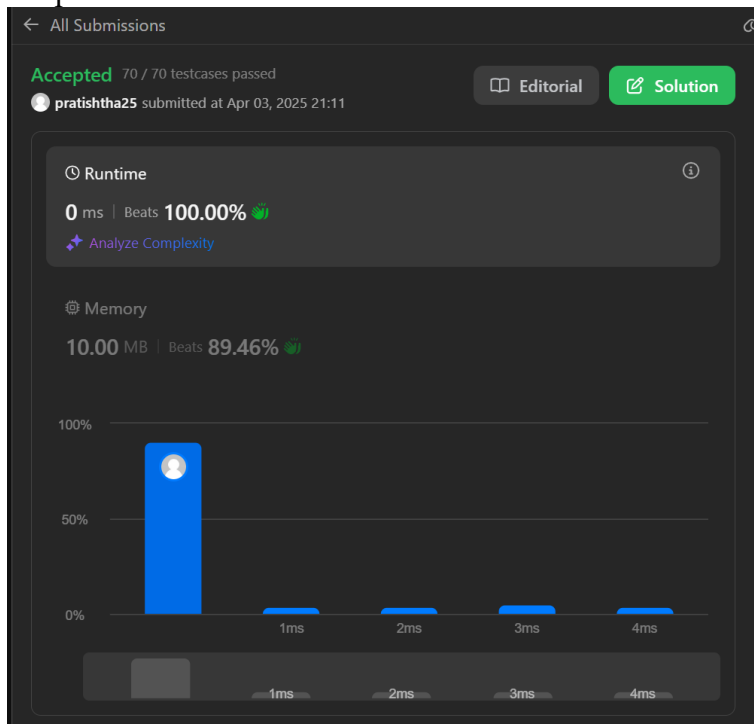 ← All Submissions
Accepted 70 / 70 testcases passed
Editorial
Solution
pratishtha25 submitted at Apr 03, 2025 21:11
Runtime
0 ms | Beats 100.00%
Analyze Complexity
Memory
10.00 MB | Beats 89.46%
100%
50%
0%
1ms 2ms 3ms 4ms
1ms 2ms 3ms 4ms